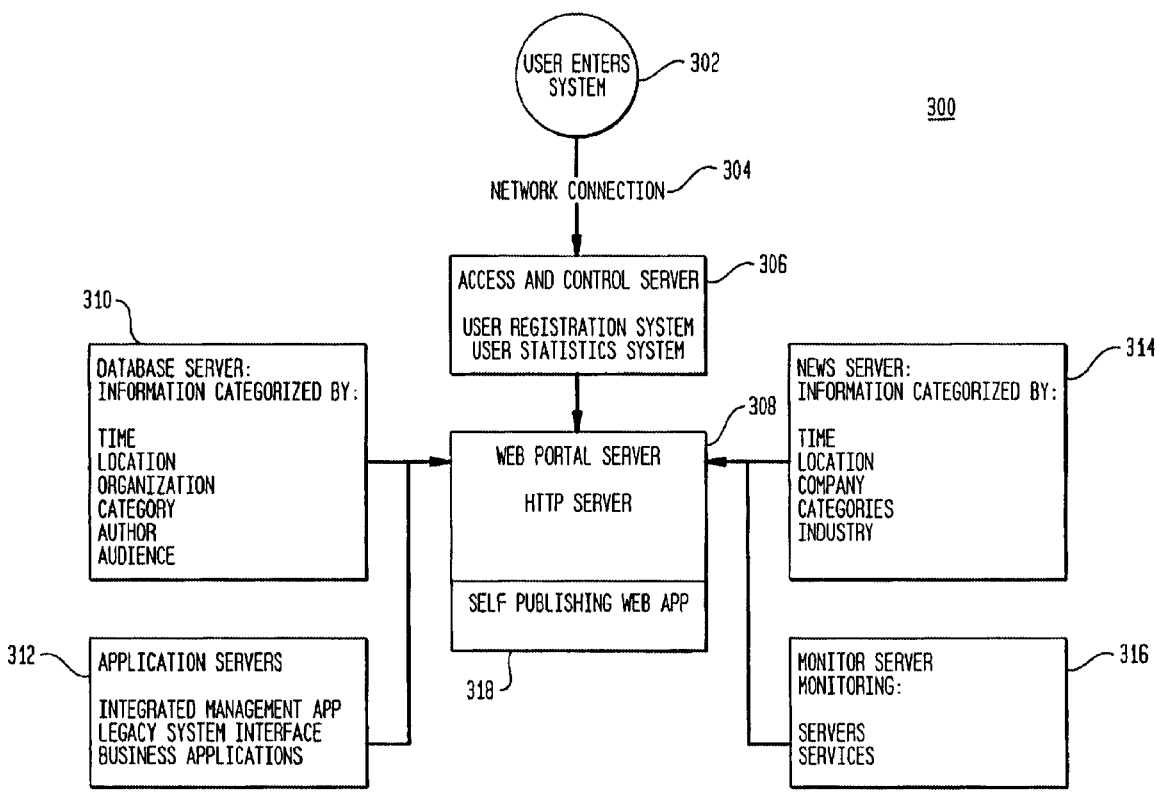 USER ENTERS
SYSTEM
302
300
304
NETWORK CONNECTION
306
ACCESS AND CONTROL SERVER
USER REGISTRATION SYSTEM
USER STATISTICS SYSTEM
310
DATABASE SERVER:
INFORMATION CATEGORIZED BY:
TIME
LOCATION
ORGANIZATION
CATEGORY
AUTHOR
AUDIENCE
308
WEB PORTAL SERVER
HTTP SERVER
SELF PUBLISHING WEB APP
318
314
NEWS SERVER:
INFORMATION CATEGORIZED BY:
TIME
LOCATION
COMPANY
CATEGORIES
INDUSTRY
312
APPLICATION SERVERS
INTEGRATED MANAGEMENT APP
LEGACY SYSTEM INTERFACE
BUSINESS APPLICATIONS
316
MONITOR SERVER
MONITORING:
SERVERS
SERVICES